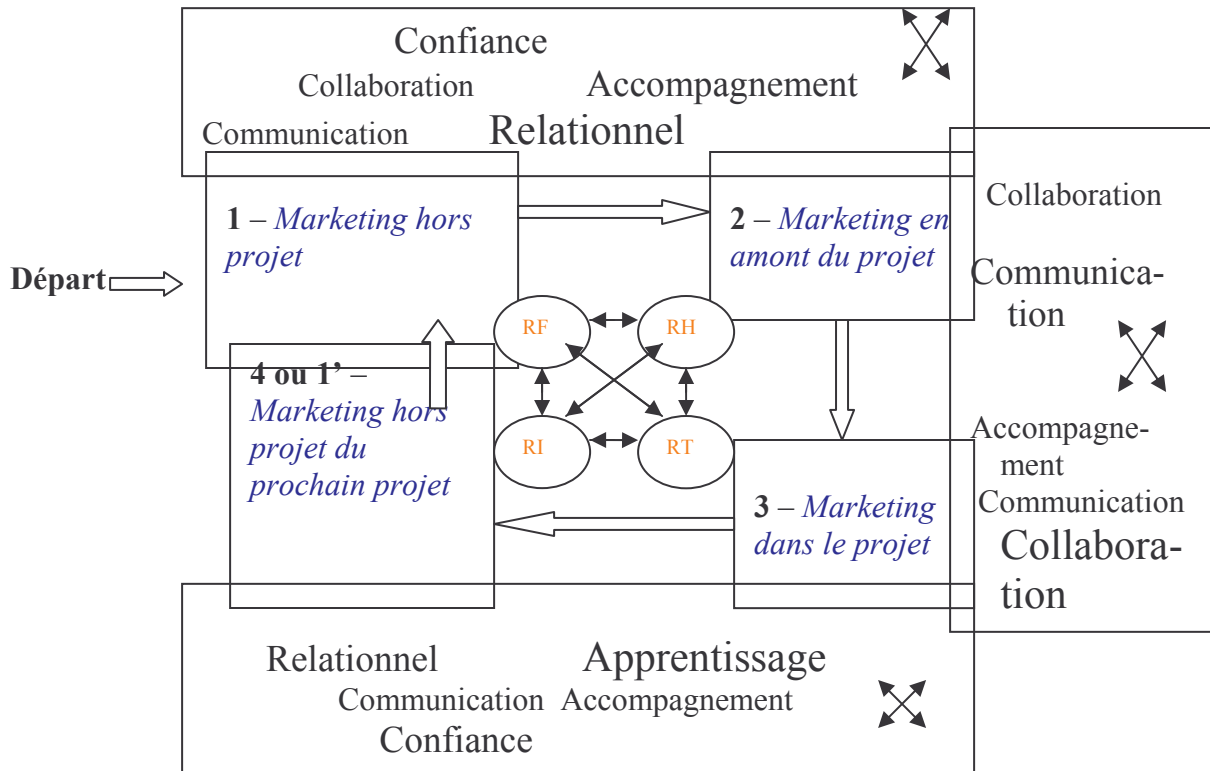 Confiance
Collaboration Accompagnement
Communication Relationnel
1 – Marketing hors
projet
2 – Marketing en
amont du projet
Collaboration
Communica-
tion
Départ
RF RH
4 ou 1’ –
Marketing hors
projet du
prochain projet
RI RT
Accompagne-
ment
Communication
Collabora-
tion
3 – Marketing
dans le projet
Relationnel Apprentissage
Communication Accompagnement
Confiance